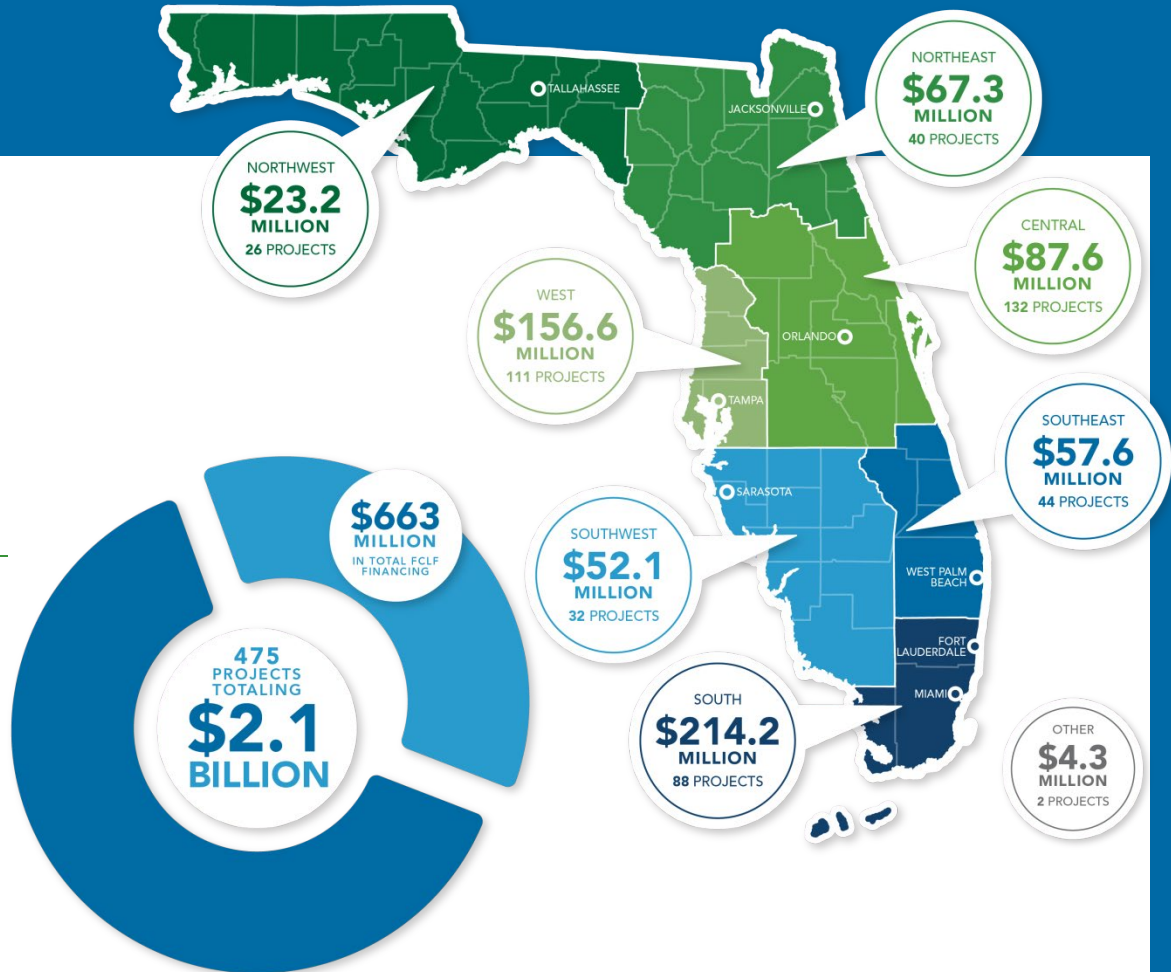 NORTHEAST
$67.3
MILLION
40 PROJECTS
TALLAHASSEE
JACKSONVILLE
NORTHWEST
$23.2
MILLION
26 PROJECTS
CENTRAL
$87.6
MILLION
132 PROJECTS
WEST
$156.6
MILLION
111 PROJECTS
ORLANDO
TAMPA
SOUTHEAST
$57.6
MILLION
44 PROJECTS
SARASOTA
SOUTHWEST
$52.1
MILLION
32 PROJECTS
WEST PALM
BEACH
FORT
LAUDERDALE
MIAMI
SOUTH
$214.2
MILLION
88 PROJECTS
OTHER
$4.3
MILLION
2 PROJECTS
$663
MILLION
IN TOTAL FCLF
FINANCING
475
PROJECTS
TOTALING
$2.1
BILLION